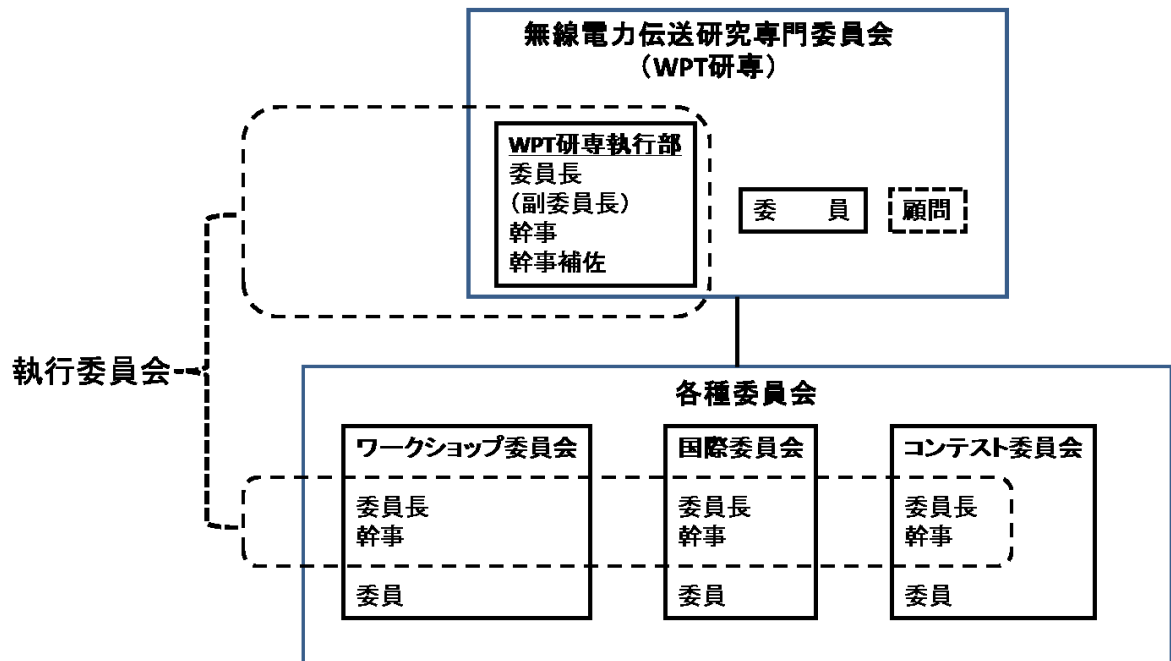 無線電力伝送研究専門委員会
（WPT研専）
WPT研専執行部
委員長
(副委員長)
幹事
幹事補佐
委　員
顧問
執行委員会
各種委員会
ワークショップ委員会
委員長
幹事
委員
国際委員会
委員長
幹事
委員
コンテスト委員会
委員長
幹事
委員